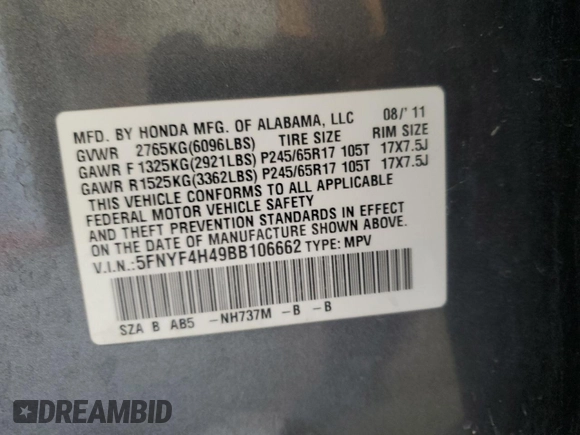 MFD. BY HONDA MFG. OF ALABAMA, LLC 08/'11
GVWR 2765KG(6096LBS) TIRE SIZE RIM SIZE
GAWR F 1325KG(2921LBS) P245/65R17 105T 17X7.5J
GAWR R1525KG(3362LBS) P245/65R17 105T 17X7.5J
THIS VEHICLE CONFORMS TO ALL APPLICABLE
FEDERAL MOTOR VEHICLE SAFETY
AND THEFT PREVENTION STANDARDS IN EFFECT
ON THE DATE OF MANUFACTURE SHOWN ABOVE.
V.I.N.:5FNYF4H49BB106662 TYPE: MPV
SZA B AB5 -NH737M -B -B
DREAMBID